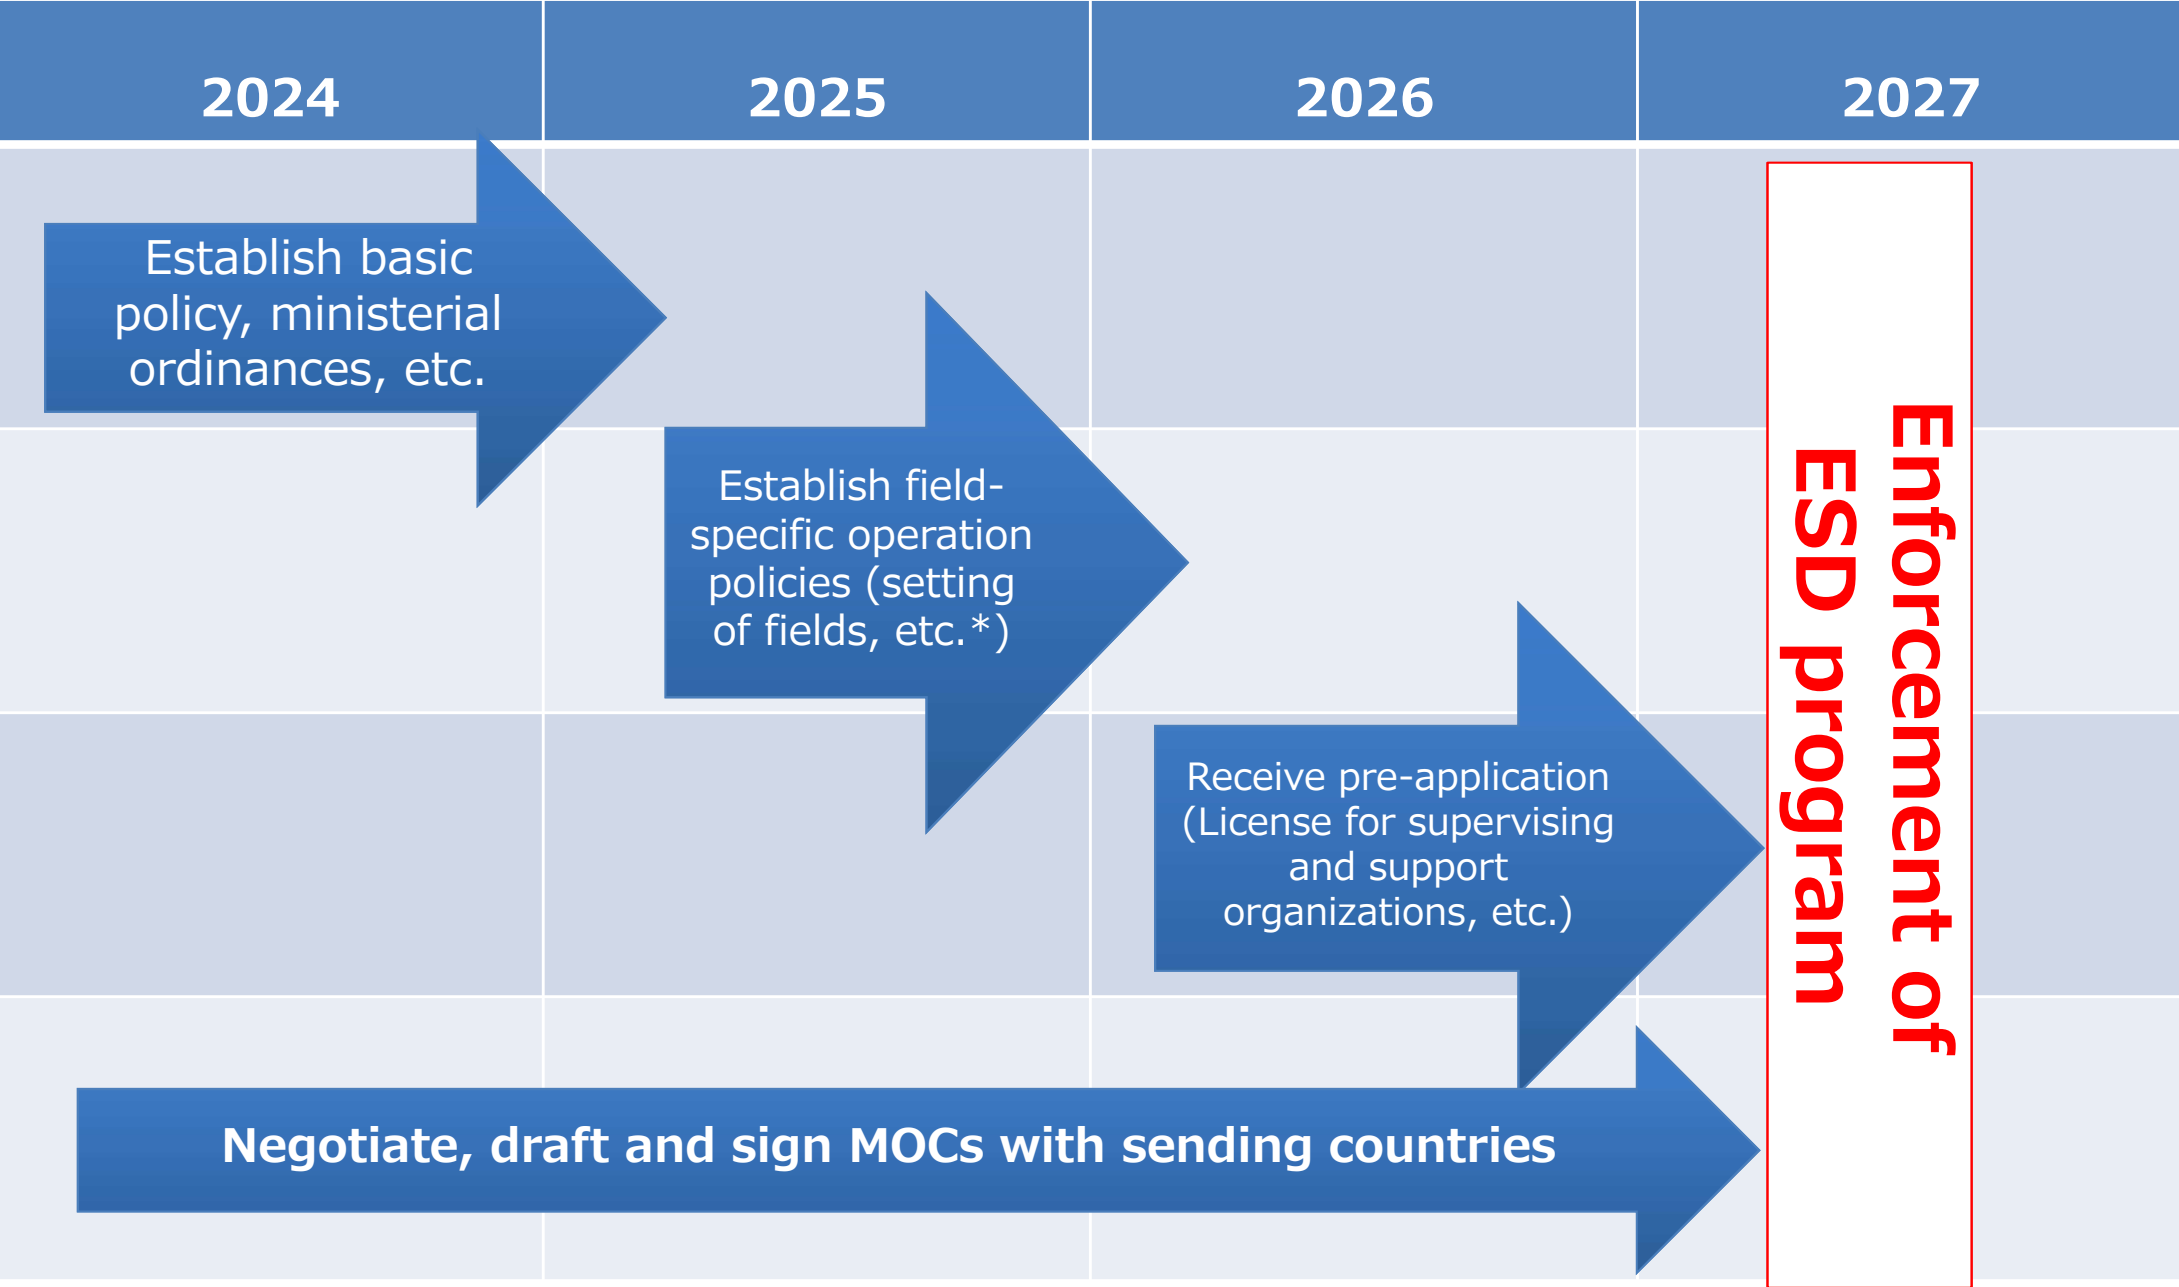 2024
2025
2026
2027
Establish basic
policy, ministerial
ordinances, etc.
Establish field-
specific operation
policies (setting
of fields, etc.*)
Receive pre-application
(License for supervising
and support
organizations, etc.)
Negotiate, draft and sign MOCs with sending countries
Enforcement of
ESD program